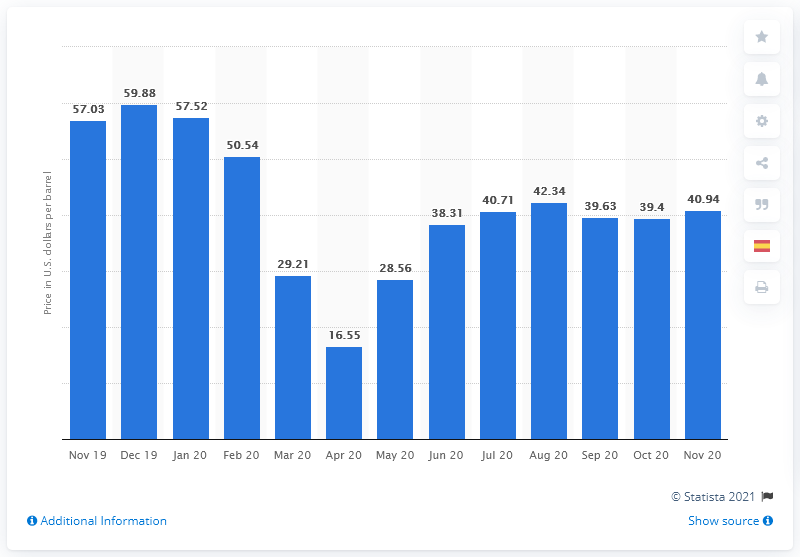 59.88
57.03
57.52
50.54
42.34
40.71
40.94
39.63
39.4
38.31
29.21
28.56
16.55
Price in U.S. dollars per barrel
Nov 19 Dec 19 Jan 20 Feb 20 Mar 20 Apr 20 May 20 Jun 20 Jul 20 Aug 20 Sep 20 Oct 20 Nov 20
© Statista 2021
Additional Information
Show source